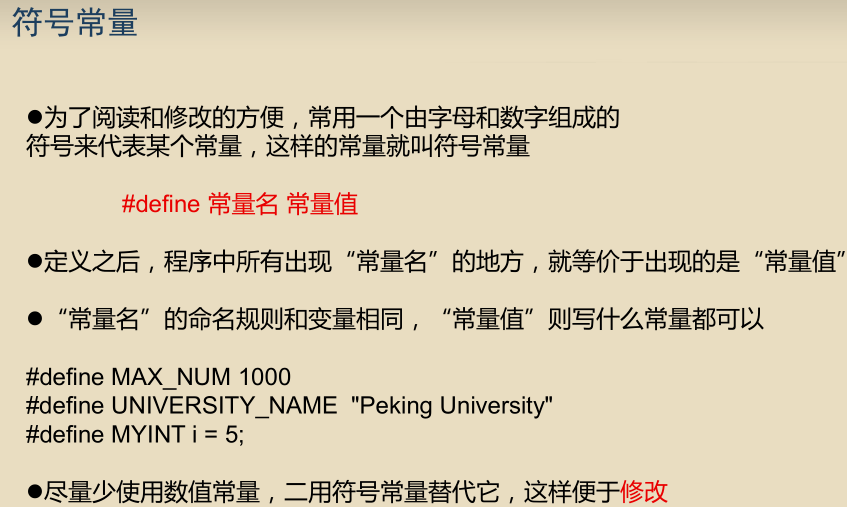 符号常量
●为了阅读和修改的方便，常用一个由字母和数字组成的
符号来代表某个常量，这样的常量就叫符号常量
#define 常量名 常量值
●定义之后，程序中所有出现“常量名”的地方，就等价于出现的是“常量值”
●“常量名”的命名规则和变量相同，“常量值”则写什么常量都可以
#define MAX_NUM 1000
#define UNIVERSITY_NAME "Peking University"
#define MYINT i = 5;
●尽量少使用数值常量，二用符号常量替代它，这样便于修改